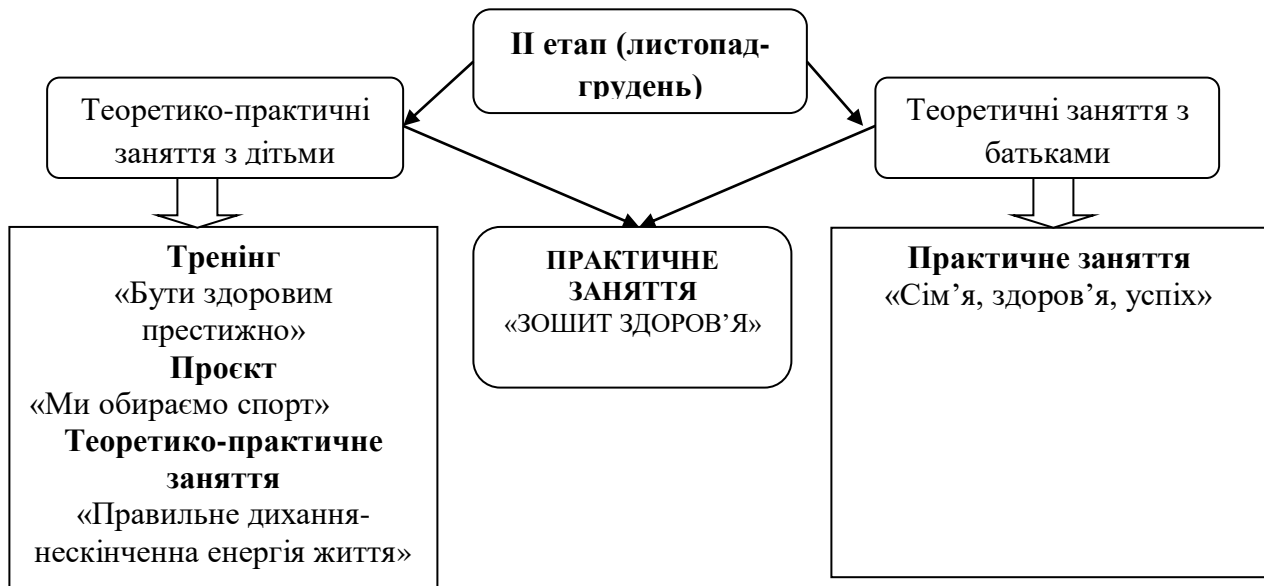 ІІ етап (листопад-
грудень)
Теоретико-практичні
заняття з дітьми
Теоретичні заняття з
батьками
Тренінг
«Бути здоровим
престижно»
Проєкт
«Ми обираємо спорт»
Теоретико-практичне
заняття
«Правильне дихання-
нескінченна енергія життя»
ПРАКТИЧНЕ
ЗАНЯТТЯ
«ЗОШИТ ЗДОРОВ’Я»
Практичне заняття
«Сім’я, здоров’я, успіх»